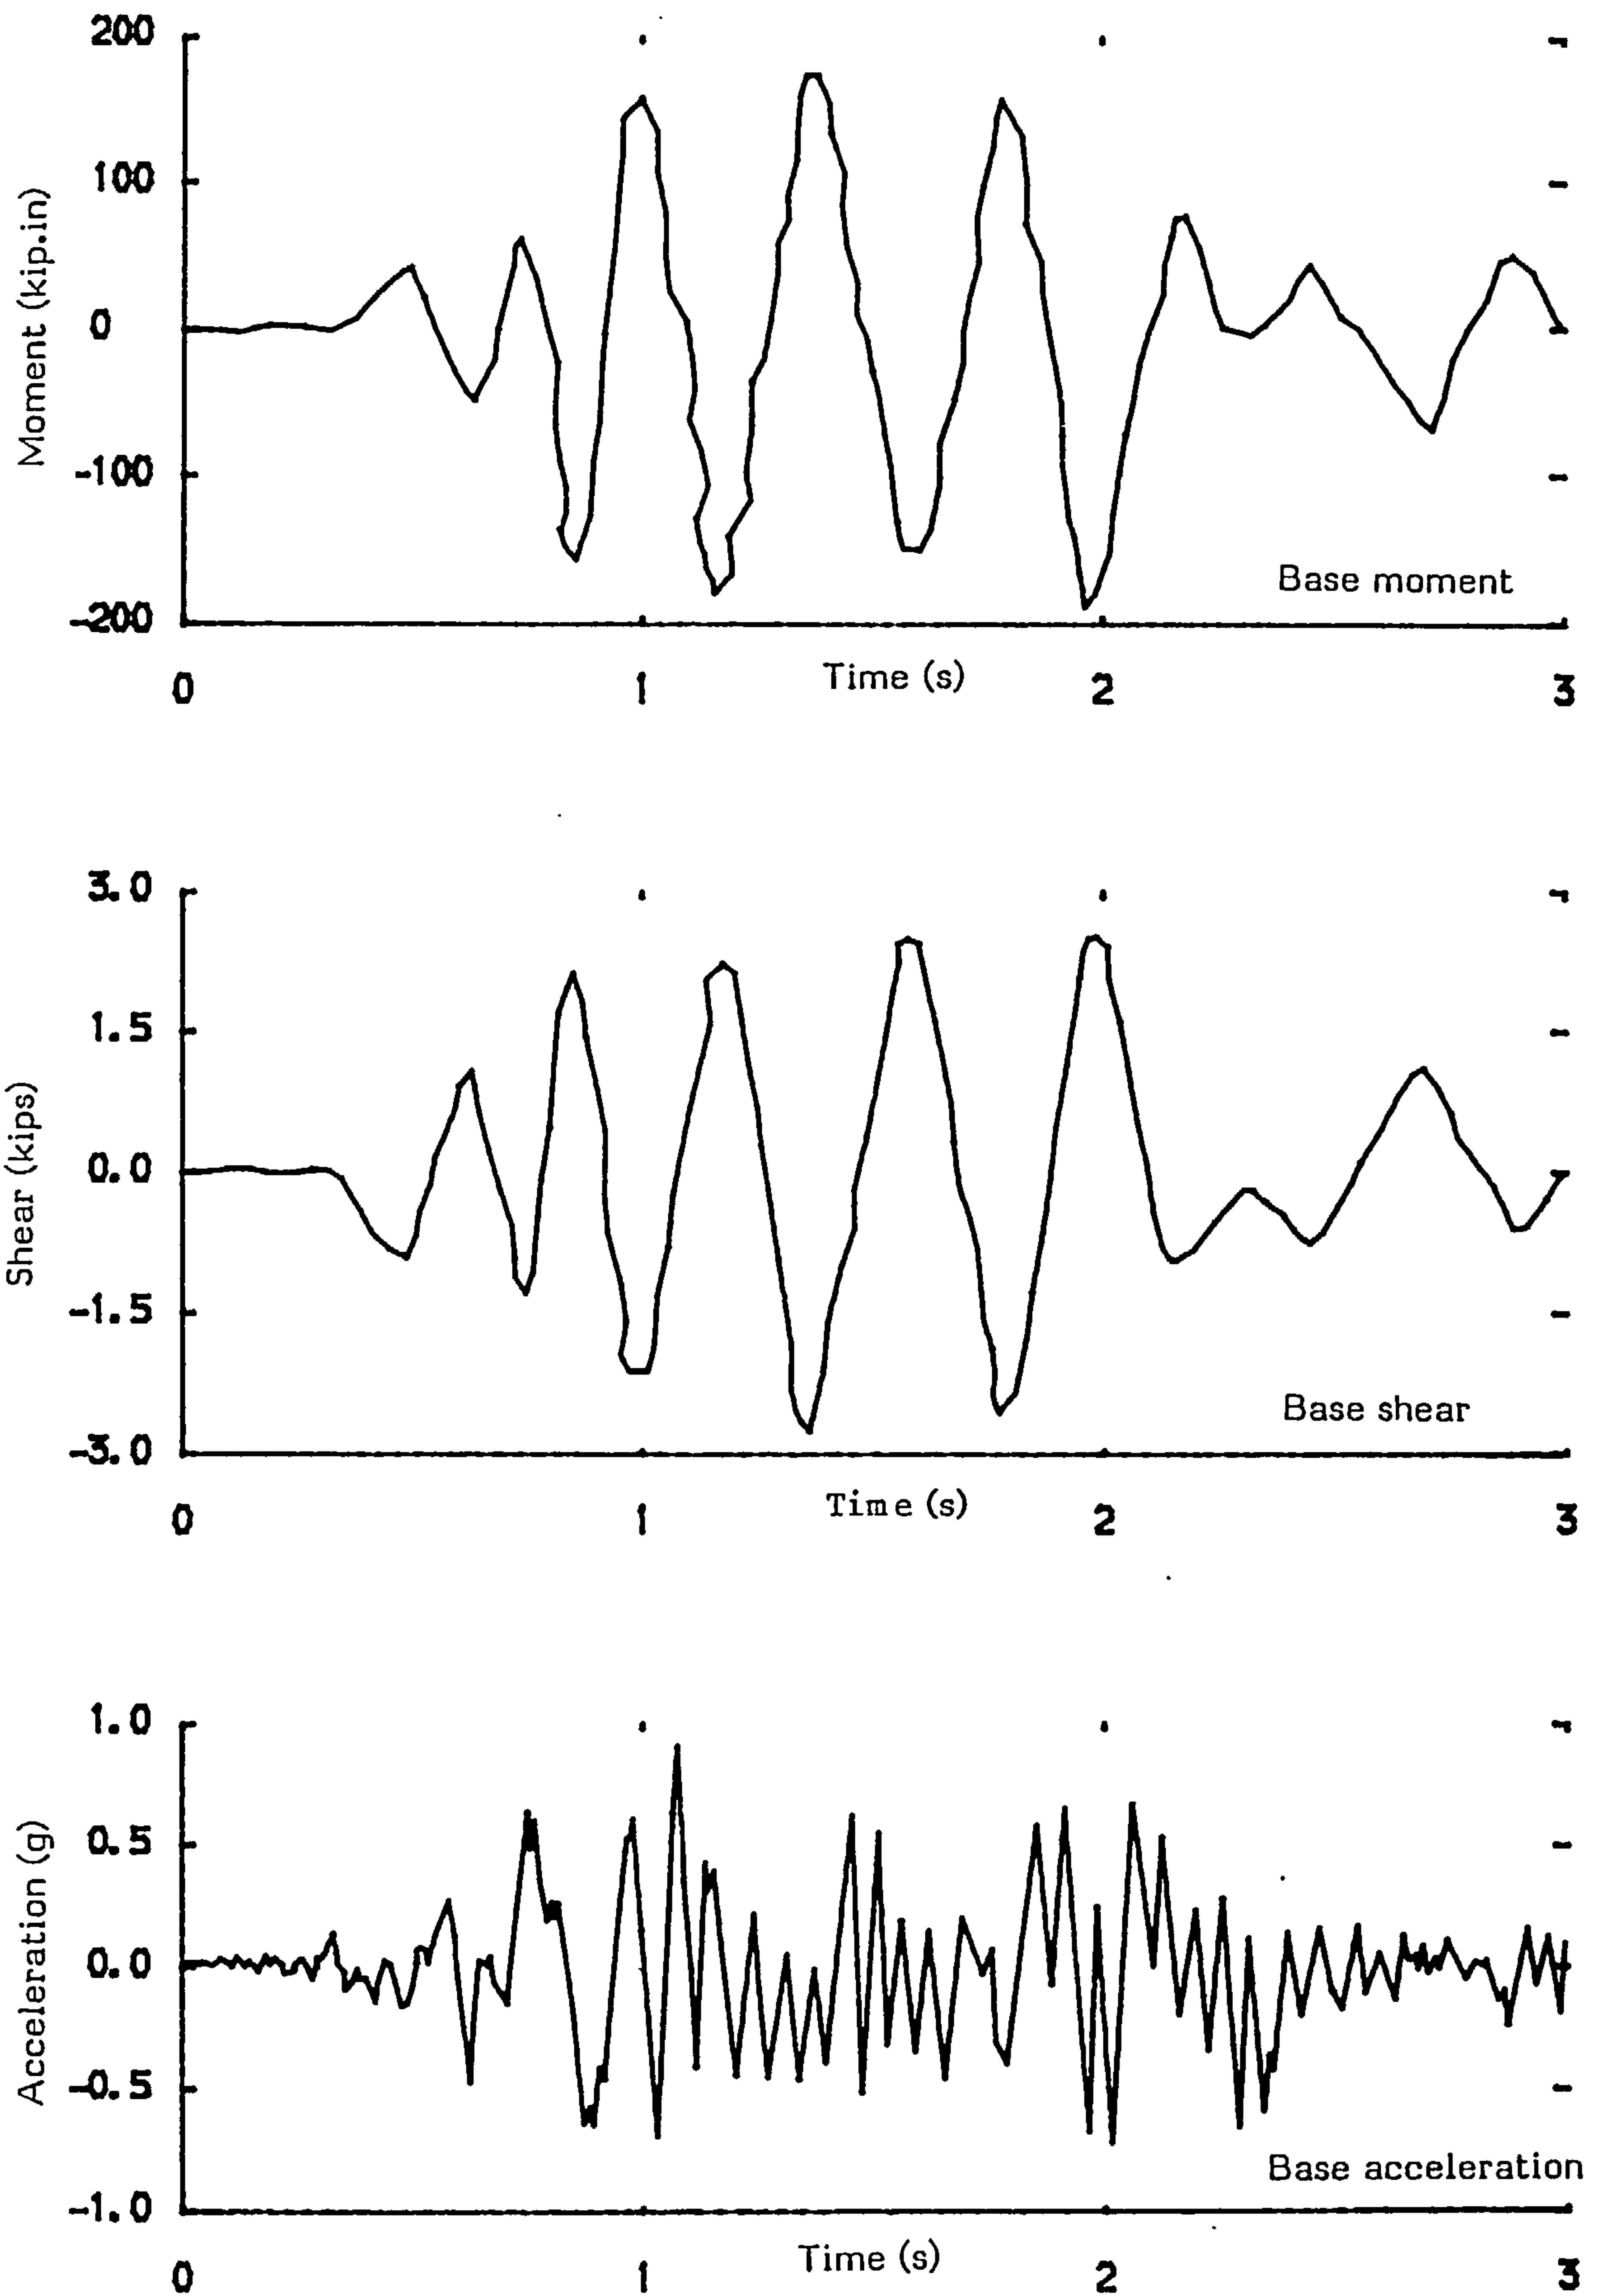 200
100
0
-100
-200
Moment (kip.in)
Base moment
0 1 2 3
Time (s)
3.0
1.5
0.0
-1.5
-3.0
Shear (kips)
Base shear
0 1 2 3
Time (s)
1.0
0.5
0.0
-0.5
-1.0
Acceleration (g)
Base acceleration
0 1 2 3
Time (s)